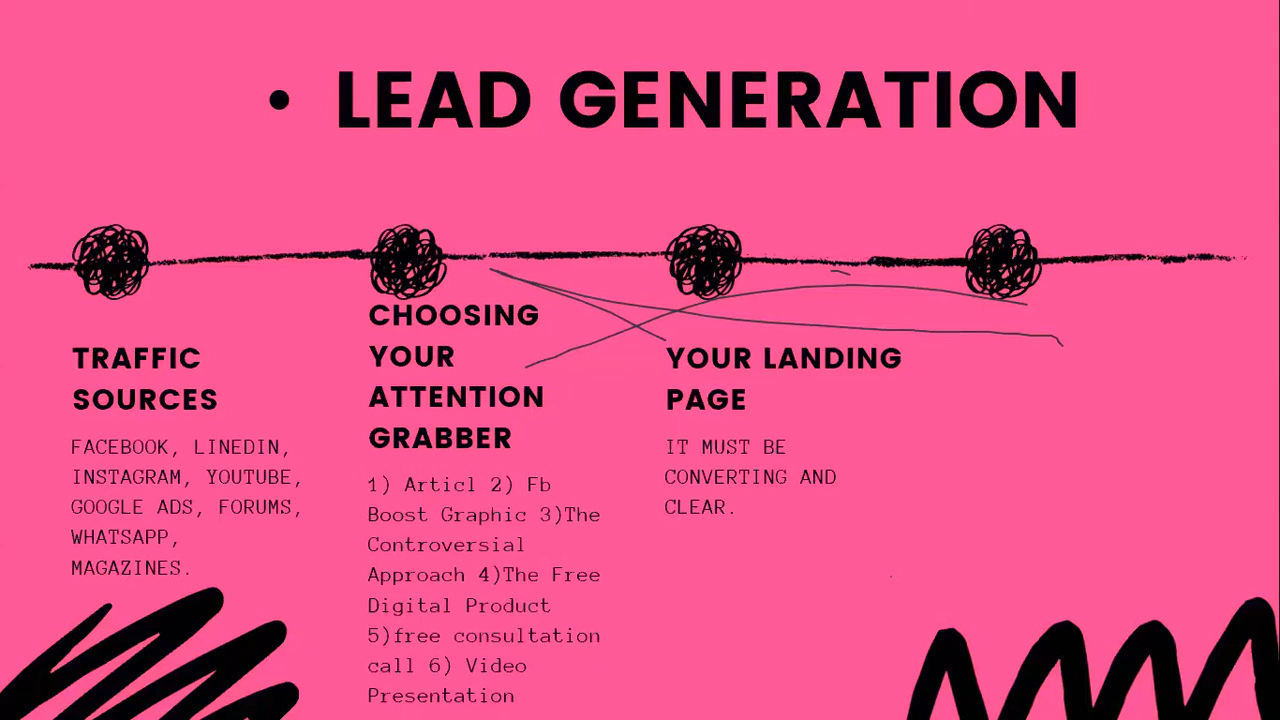 • LEAD GENERATION
TRAFFIC
SOURCES
FACEBOOK, LINEDIN,
INSTAGRAM, YOUTUBE,
GOOGLE ADS, FORUMS,
WHATSAPP,
MAGAZINES.
CHOOSING
YOUR
ATTENTION
GRABBER
1) Articl 2) Fb
Boost Graphic 3)The
Controversial
Approach 4)The Free
Digital Product
5)free consultation
call 6) Video
Presentation
YOUR LANDING
PAGE
IT MUST BE
CONVERTING AND
CLEAR.